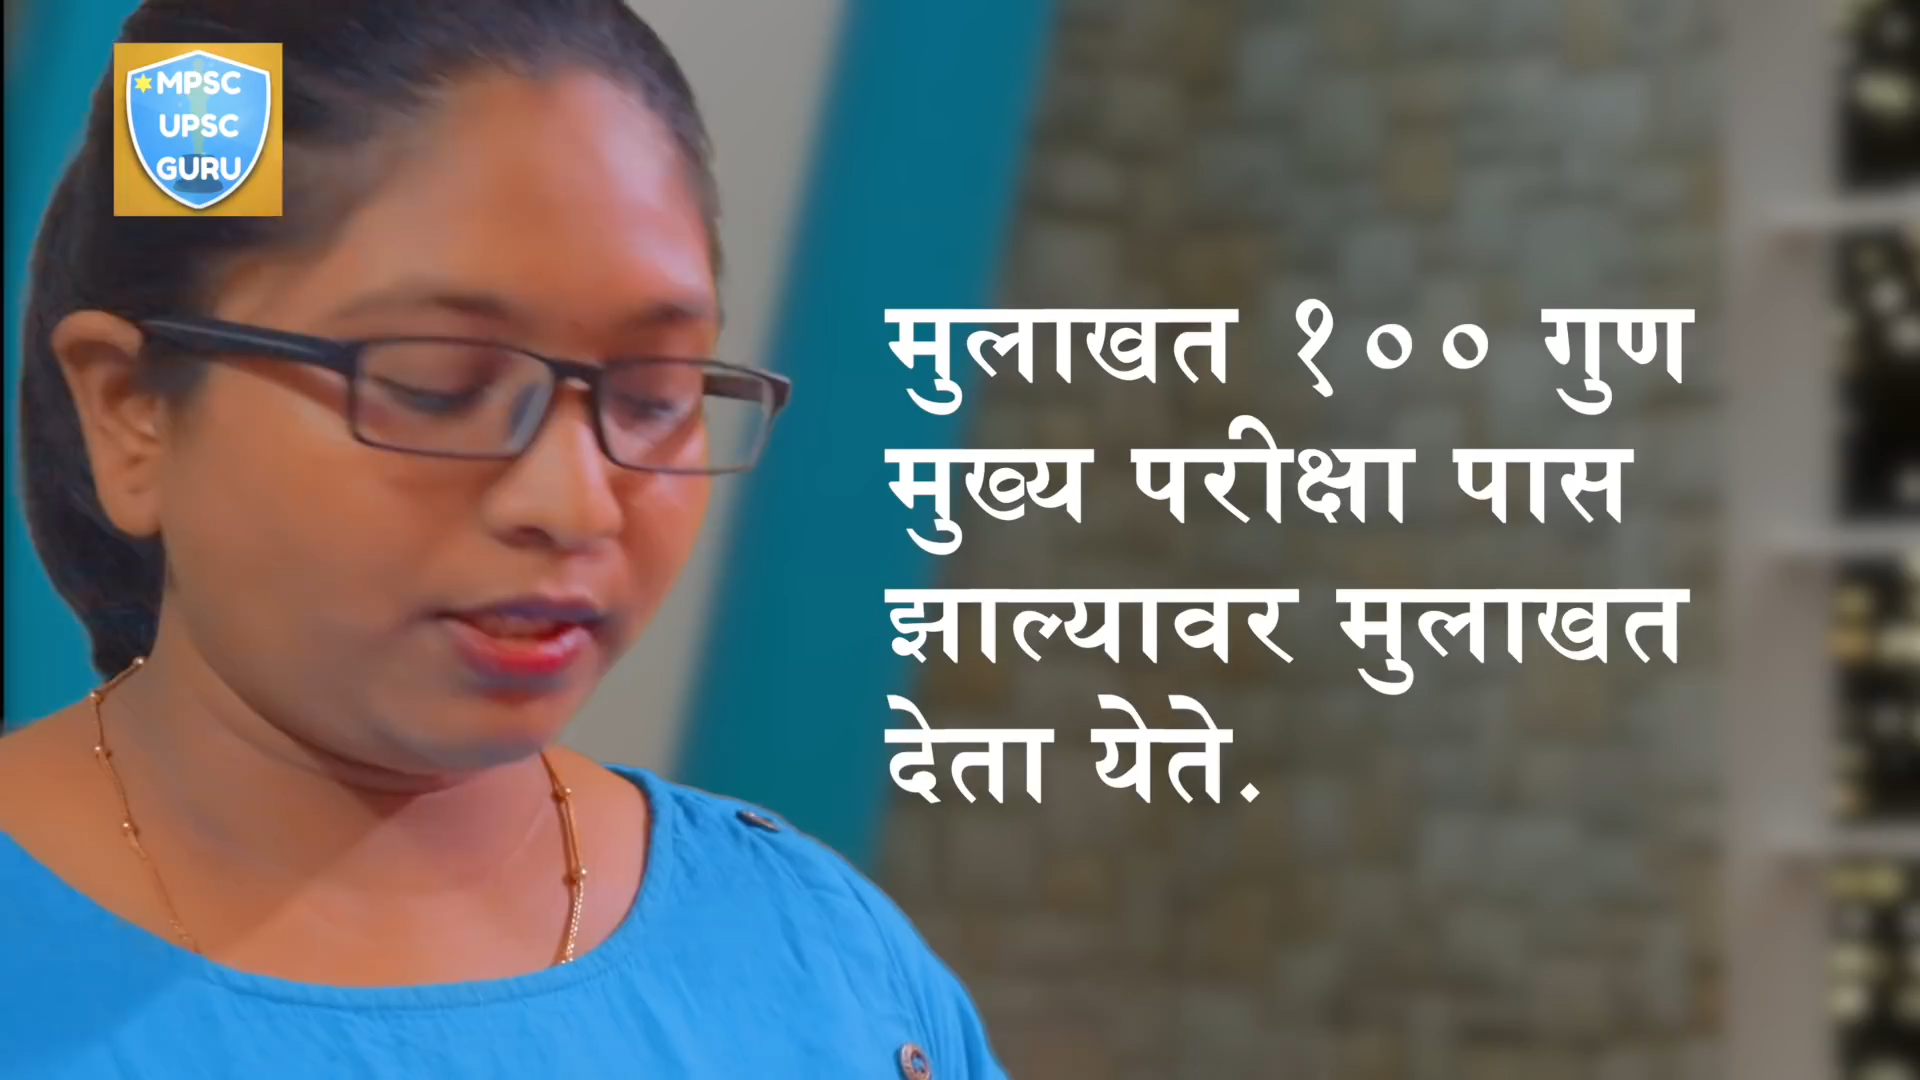 MPSC
UPSC
GURU
मुलाखत १०० गुण
मुख्य परीक्षा पास
झाल्यावर मुलाखत
देता येते.